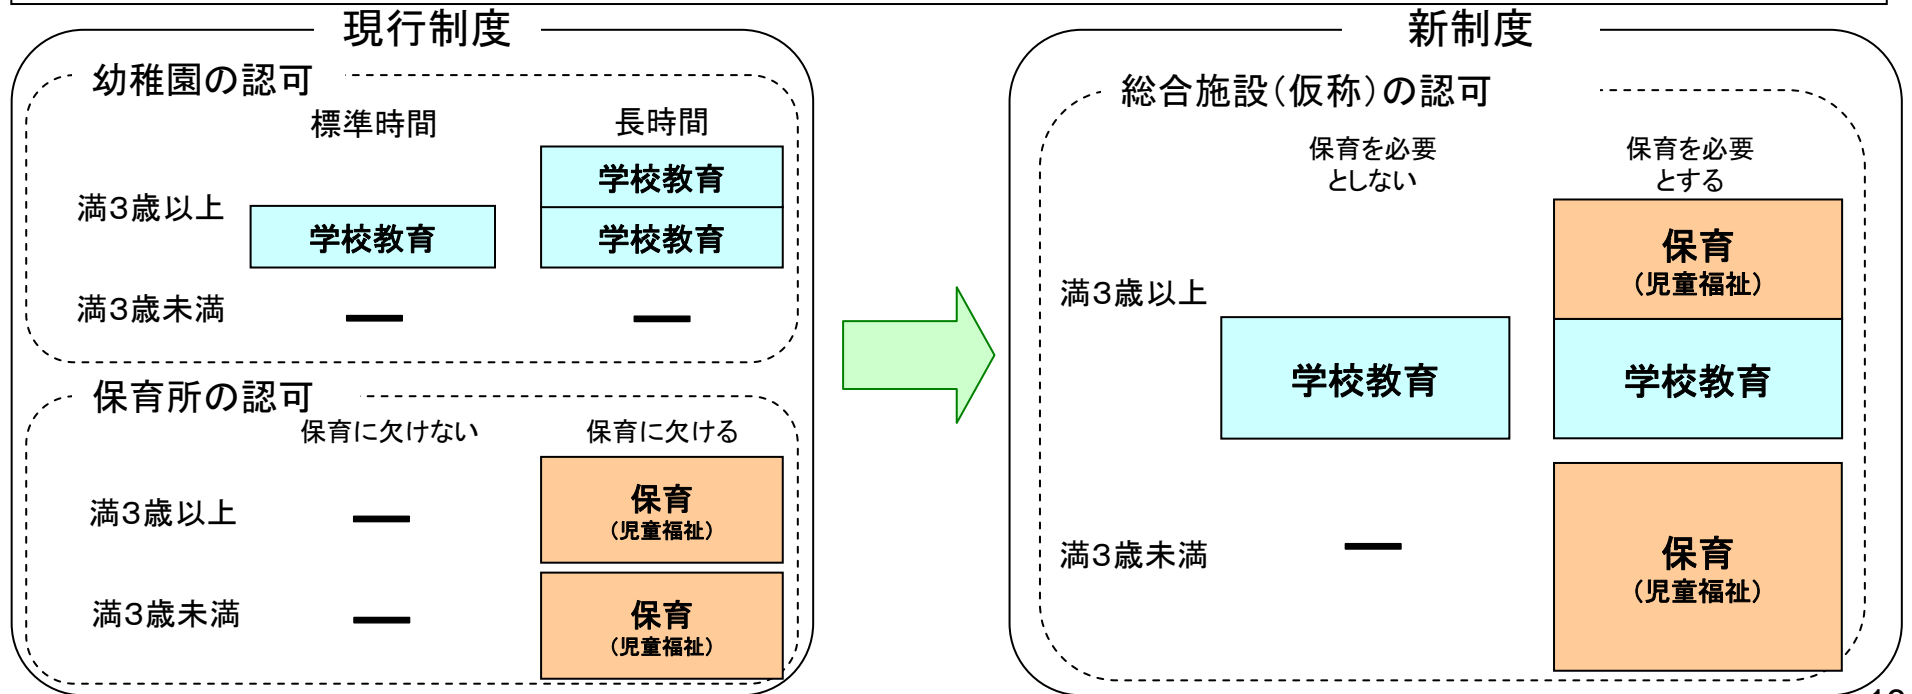 現行制度
幼稚園の認可
標準時間 長時間
学校教育
満3歳以上
学校教育 学校教育
満3歳未満 ― ―
保育所の認可
保育に欠けない 保育に欠ける
満3歳以上 ― 保育
(児童福祉)
満3歳未満 ― 保育
(児童福祉)
新制度
総合施設(仮称)の認可
保育を必要
としない
保育を必要
とする
保育
(児童福祉)
満3歳以上
学校教育 学校教育
満3歳未満 ― 保育
(児童福祉)